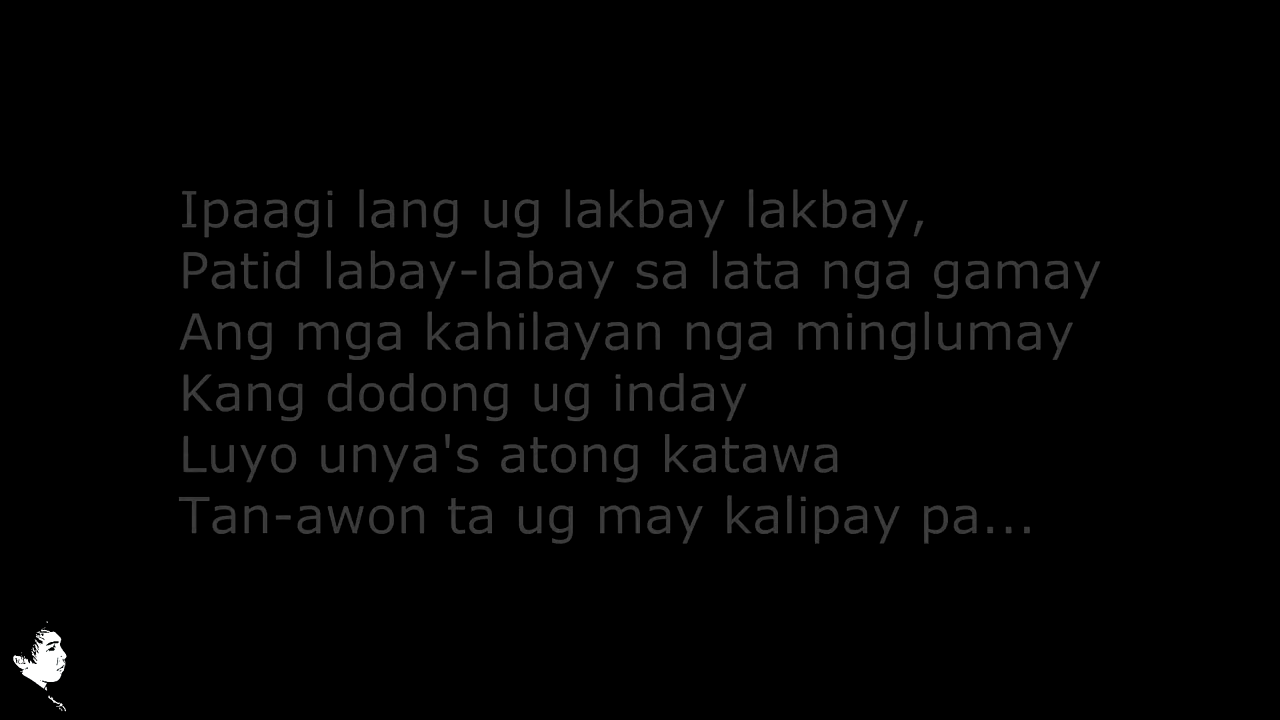 Ipaagi lang ug lakbay lakbay,
Patid labay-labay sa lata nga gamay
Ang mga kahilayan nga minglumay
Kang dodong ug inday
Luyo unya's atong katawa
Tan-awon ta ug may kalipay pa...